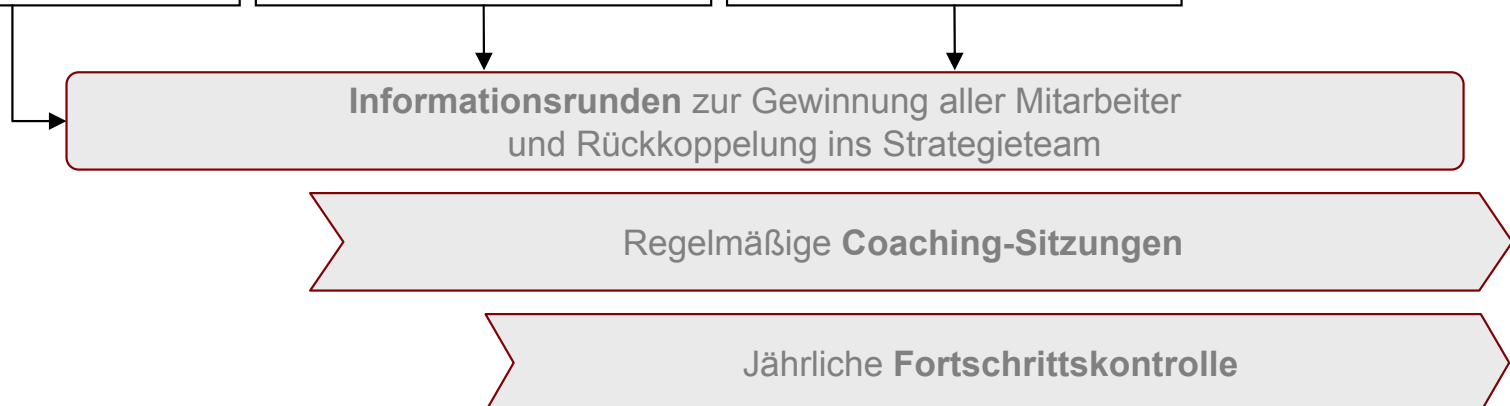 Informationsrunden zur Gewinnung aller Mitarbeiter
und Rückkoppelung ins Strategieteam
Regelmäßige Coaching-Sitzungen
Jährliche Fortschrittskontrolle